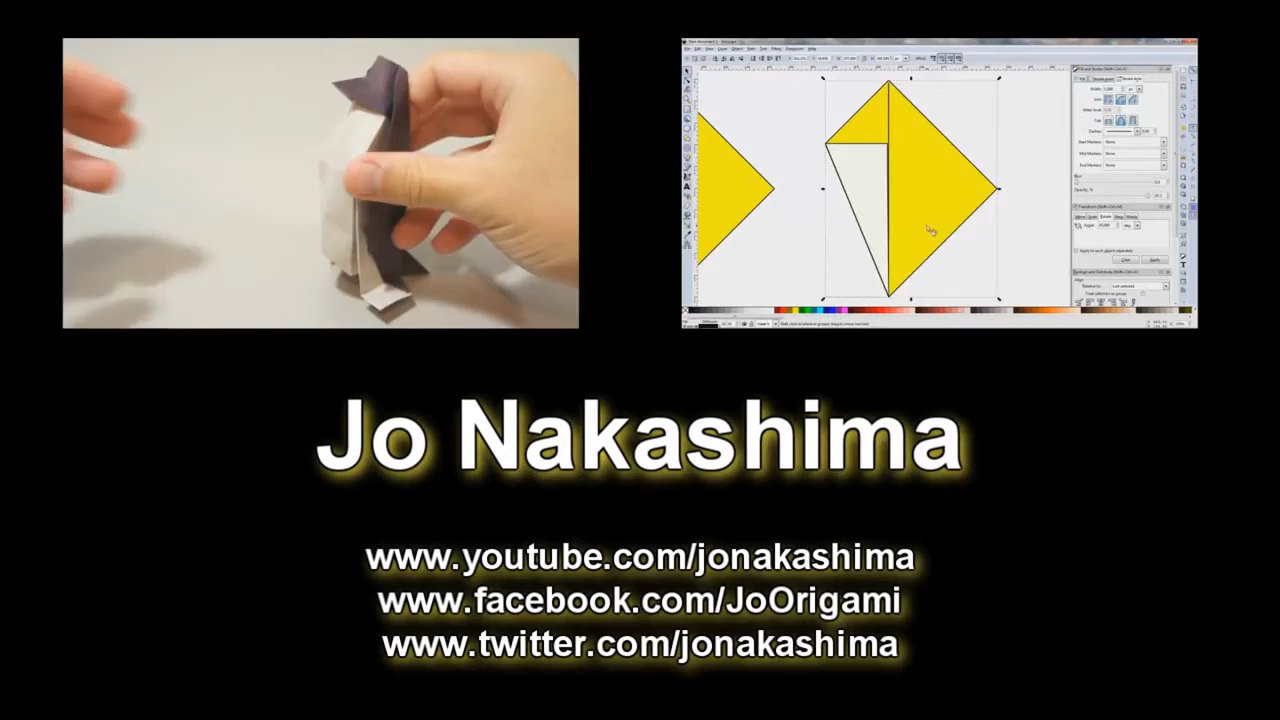 Jo Nakashima
www.youtube.com/jonakashima
www.facebook.com/JoOrigami
www.twitter.com/jonakashima